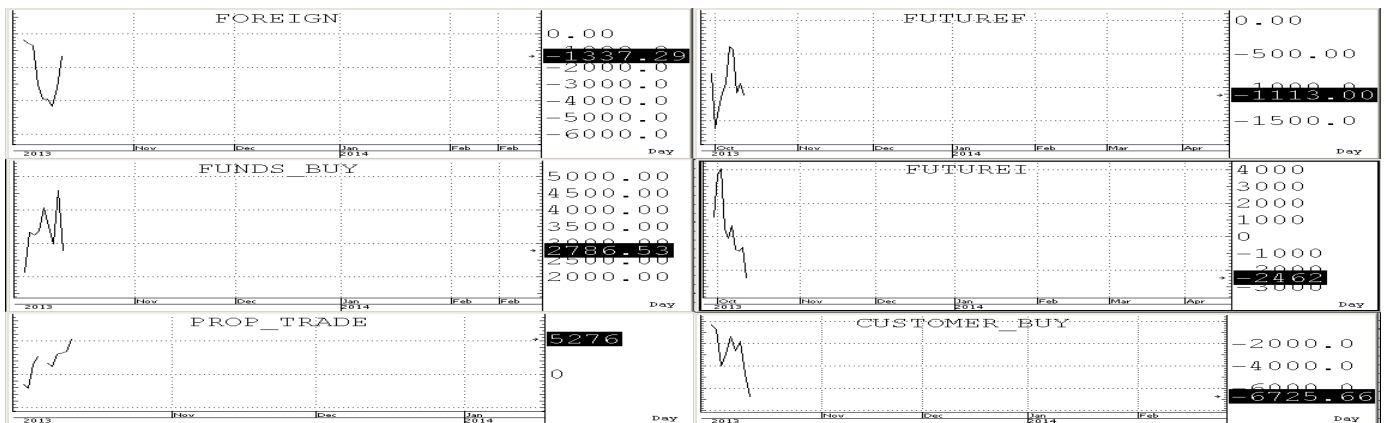 FOREIGN
0.00
-1337.29
-2000.0
-3000.0
-4000.0
-5000.0
-6000.0
Nov
Dec
Jan
Feb
Feb
2013
2014
Day
FUTUREF
0.00
-500.00
-1113.00
-1500.0
Oct
Nov
Dec
Jan
Feb
Mar
Apr
2013
2014
Day
FUNDS_BUY
5000.00
4500.00
4000.00
3500.00
2786.53
2500.00
2000.00
Nov
Dec
Jan
Feb
Feb
2013
2014
Day
FUTUREI
4000
3000
2000
1000
0
-1000
-2462
-3000
Oct
Nov
Dec
Jan
Feb
Mar
Apr
2013
2014
Day
PROP_TRADE
5276
0
Nov
Dec
Jan
2013
2014
Day
CUSTOMER_BUY
-2000.0
-4000.0
-6725.66
Nov
Dec
Jan
Feb
2013
2014
Day